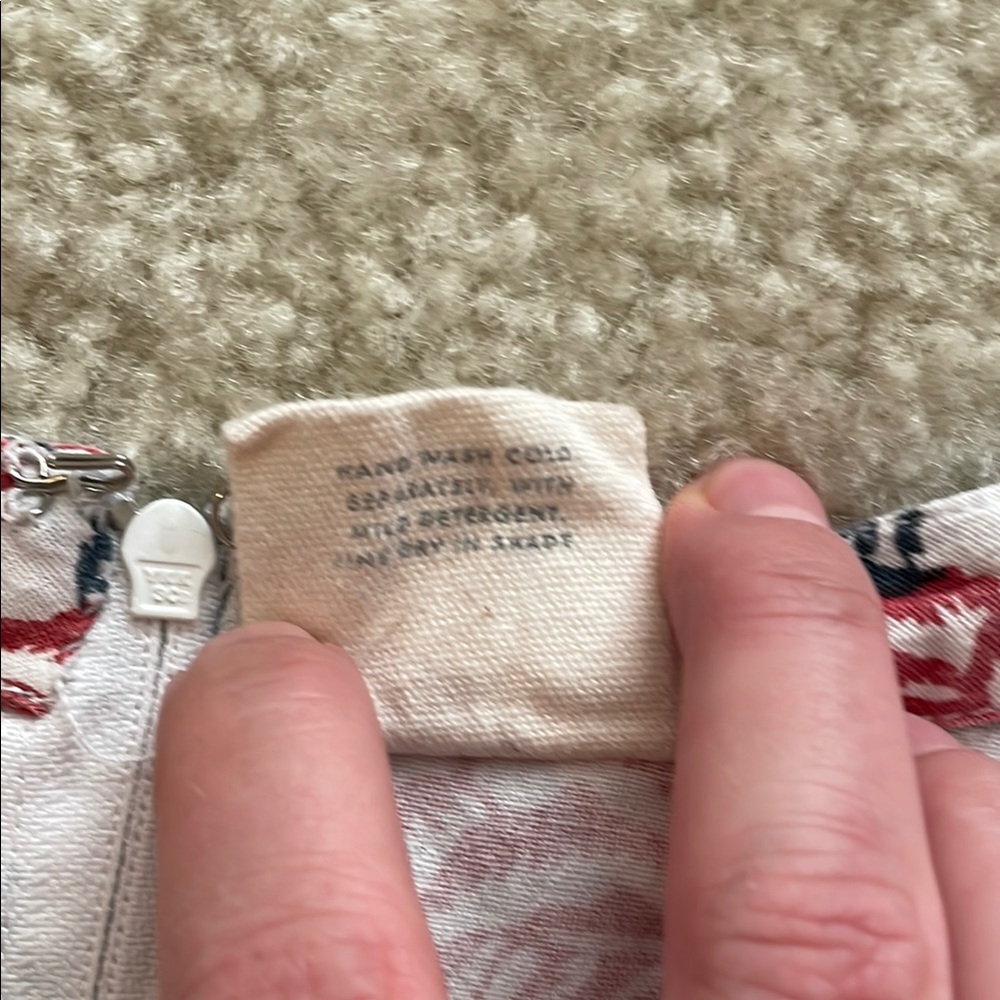 HAND WASH COLD
SEPARATELY, WITH
MILD DETERGENT.
LINE DRY IN SHADE